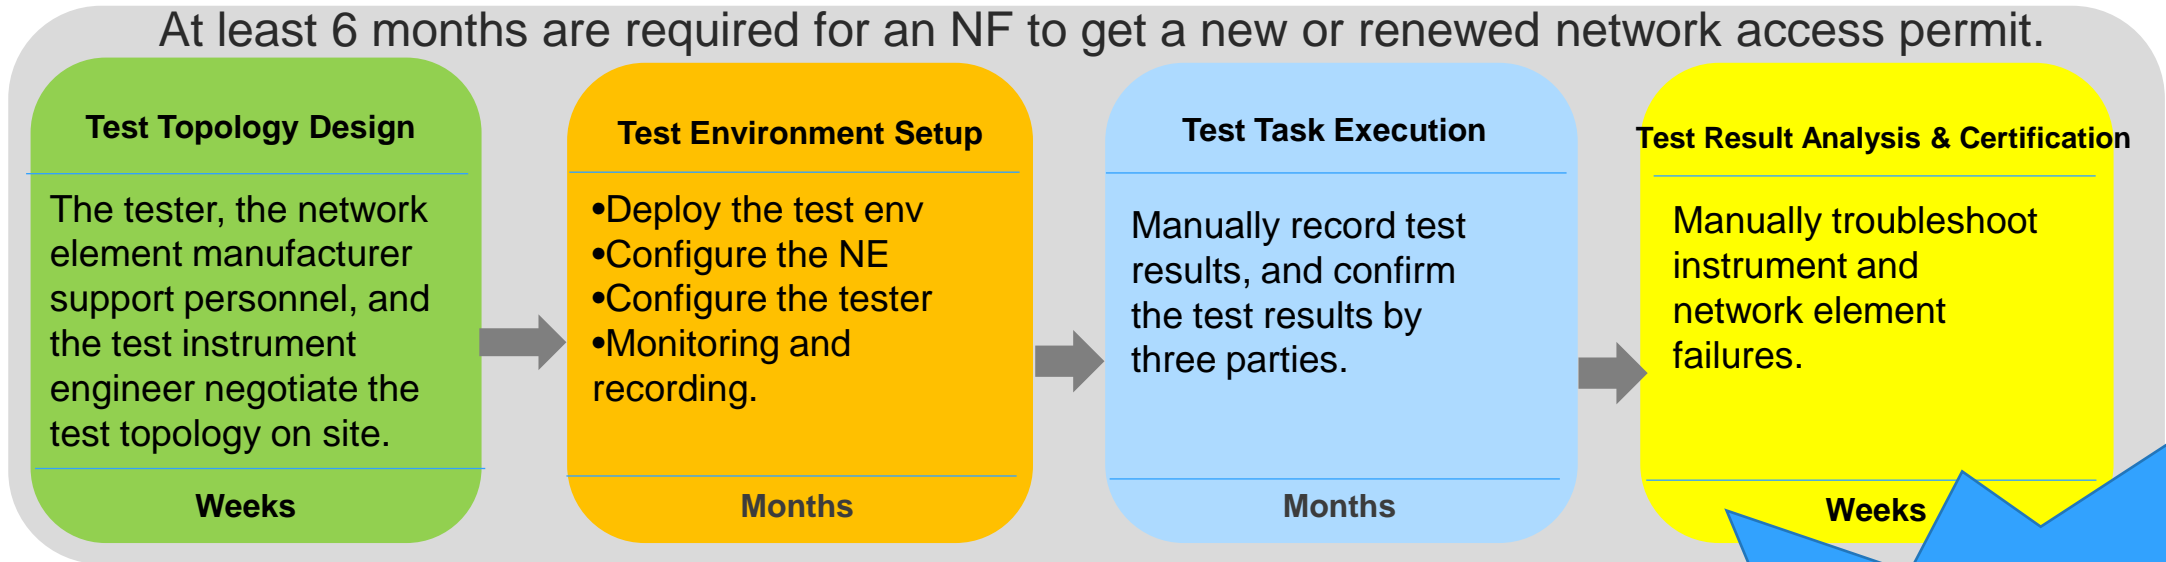 At least 6 months are required for an NF to get a new or renewed network access permit.
Test Topology Design
The tester, the network
element manufacturer
support personnel, and
the test instrument
engineer negotiate the
test topology on site.
Weeks
Test Environment Setup
•Deploy the test env
•Configure the NE
•Configure the tester
•Monitoring and
recording.
Months
Test Task Execution
Manually record test
results, and confirm
the test results by
three parties.
Months
Test Result Analysis & Certification
Manually troubleshoot
instrument and
network element
failures.
Weeks